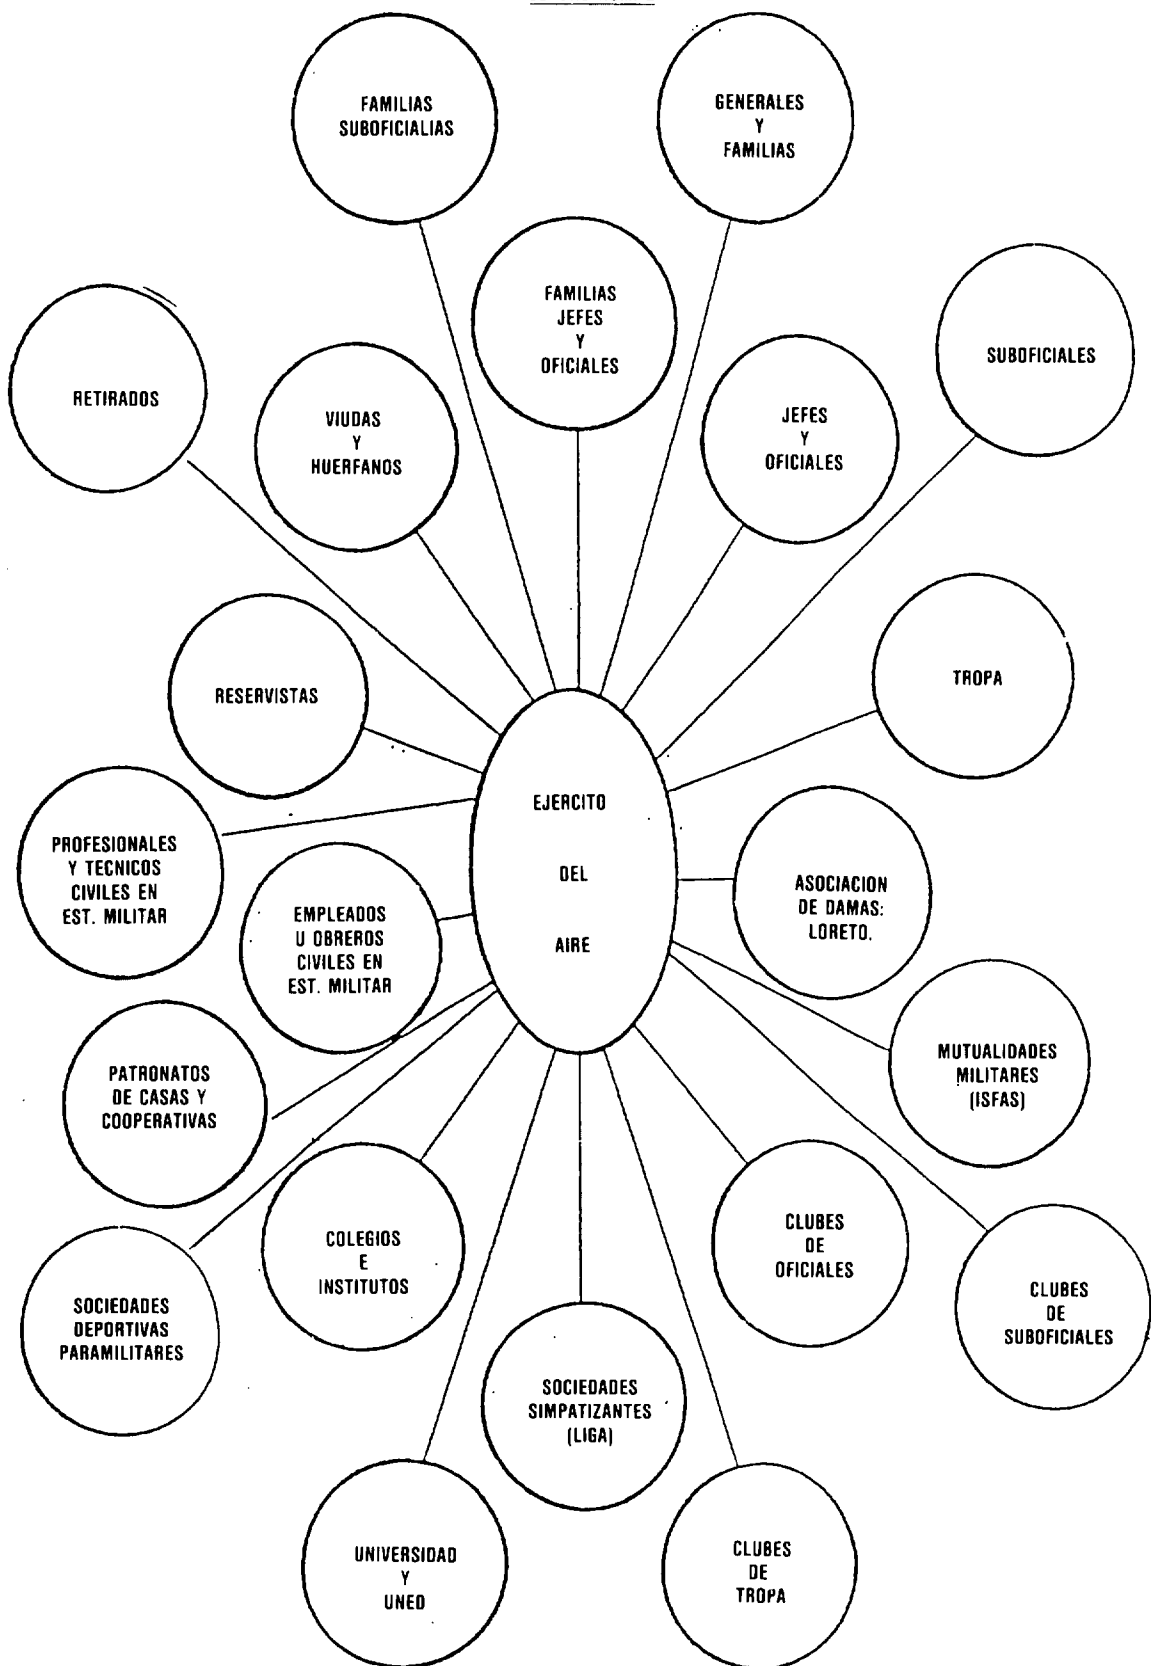 FAMILIAS
SUBOFICIALIAS
GENERALES
Y
FAMILIAS
FAMILIAS
JEFES
Y
OFICIALES
SUBOFICIALES
RETIRADOS
VIUDAS
Y
HUERFANOS
JEFES
Y
OFICIALES
RESERVISTAS
TROPA
EJERCITO
DEL
AIRE
PROFESIONALES
Y TECNICOS
CIVILES EN
EST. MILITAR
EMPLEADOS
U OBREROS
CIVILES EN
EST. MILITAR
ASOCIACION
DE DAMAS:
LORETO.
PATRONATOS
DE CASAS Y
COOPERATIVAS
MUTUALIDADES
MILITARES
(ISFAS)
COLEGIOS
E
INSTITUTOS
CLUBES
DE
OFICIALES
SOCIEDADES
DEPORTIVAS
PARAMILITARES
CLUBES
DE
SUBOFICIALES
SOCIEDADES
SIMPATIZANTES
(LIGA)
UNIVERSIDAD
Y
UNED
CLUBES
DE
TROPA